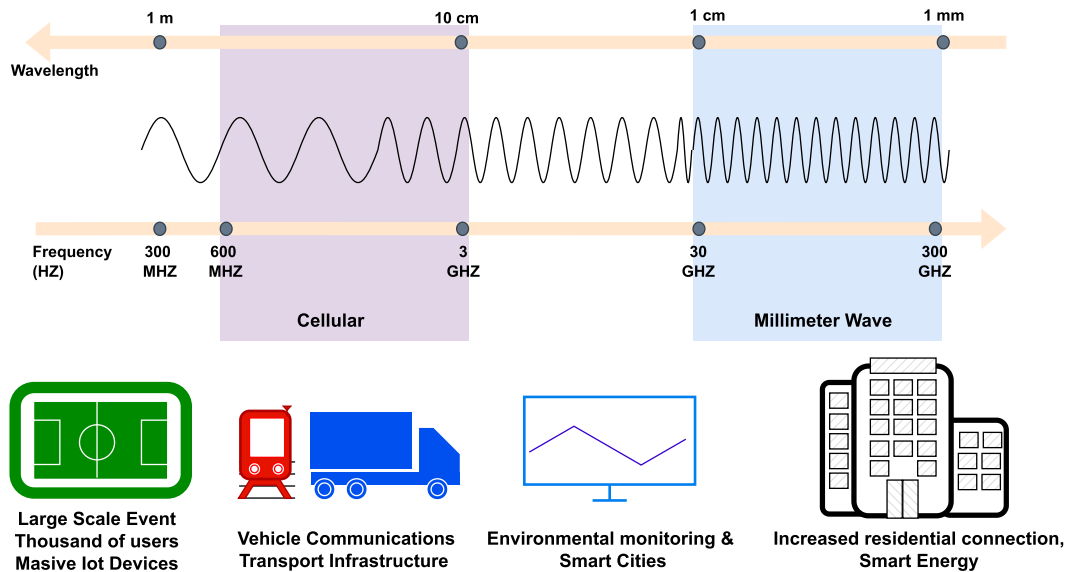 1 m
10 cm
1 cm
1 mm
Wavelength
Frequency
(HZ)
300
MHZ
600
MHZ
3
GHZ
30
GHZ
300
GHZ
Cellular
Millimeter Wave
Large Scale Event
Thousand of users
Masive Iot Devices
Vehicle Communications
Transport Infrastructure
Environmental monitoring &
Smart Cities
Increased residential connection,
Smart Energy